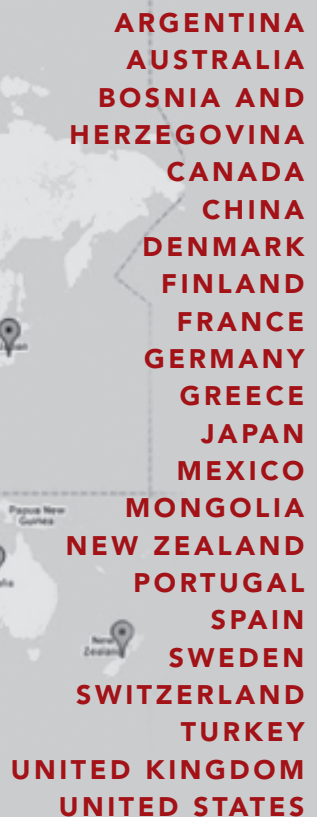 ARGENTINA
AUSTRALIA
BOSNIA AND
HERZEGOVINA
CANADA
CHINA
DENMARK
FINLAND
FRANCE
GERMANY
GREECE
JAPAN
MEXICO
MONGOLIA
NEW ZEALAND
PORTUGAL
SPAIN
SWEDEN
SWITZERLAND
TURKEY
UNITED KINGDOM
UNITED STATES
Papua New
Guinea
New
Zealand